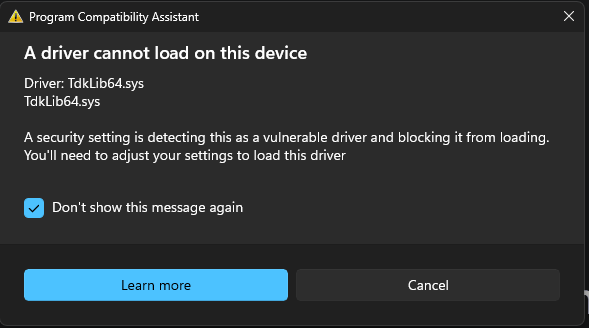 Program Compatibility Assistant
A driver cannot load on this device
Driver: TdkLib64.sys
TdkLib64.sys
A security setting is detecting this as a vulnerable driver and blocking it from loading.
You'll need to adjust your settings to load this driver
Don't show this message again
Learn more
Cancel